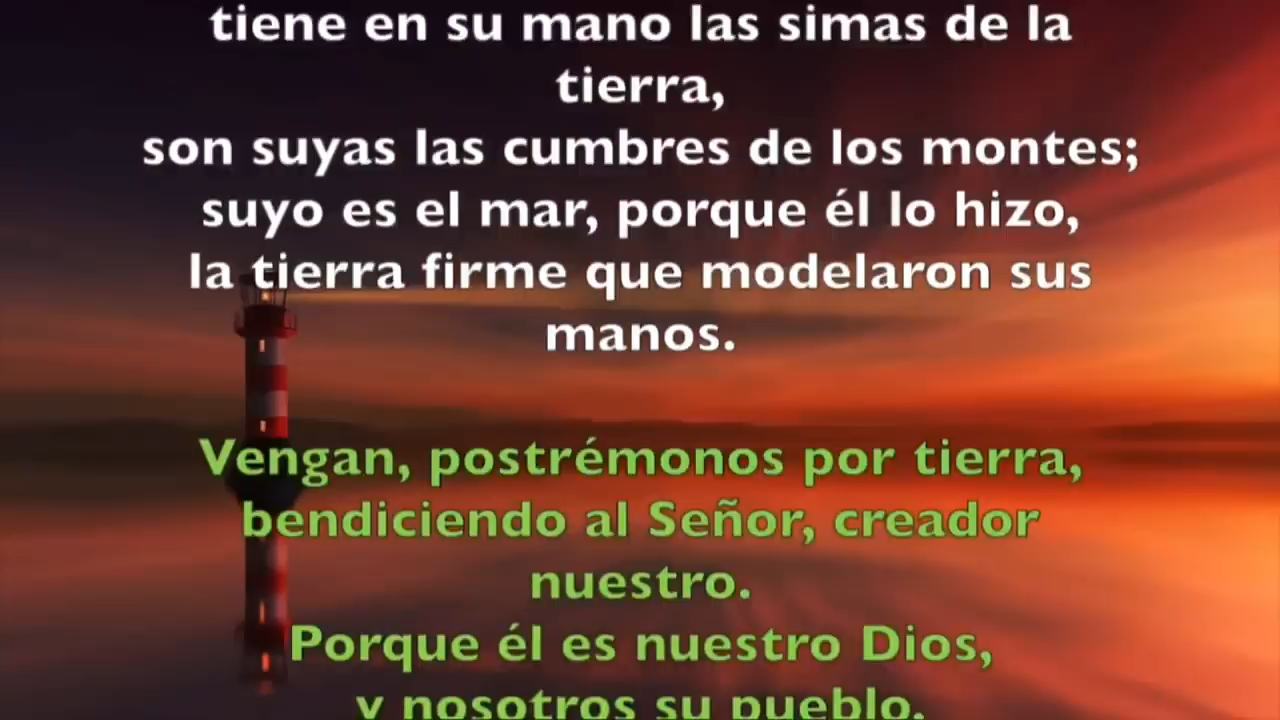 tiene en su mano las simas de la
tierra,
son suyas las cumbres de los montes;
suyo es el mar, porque él lo hizo,
la tierra firme que modelaron sus
manos.
Vengan, postrémonos por tierra,
bendiciendo al Señor, creador
nuestro.
Porque él es nuestro Dios,
y nosotros su pueblo,